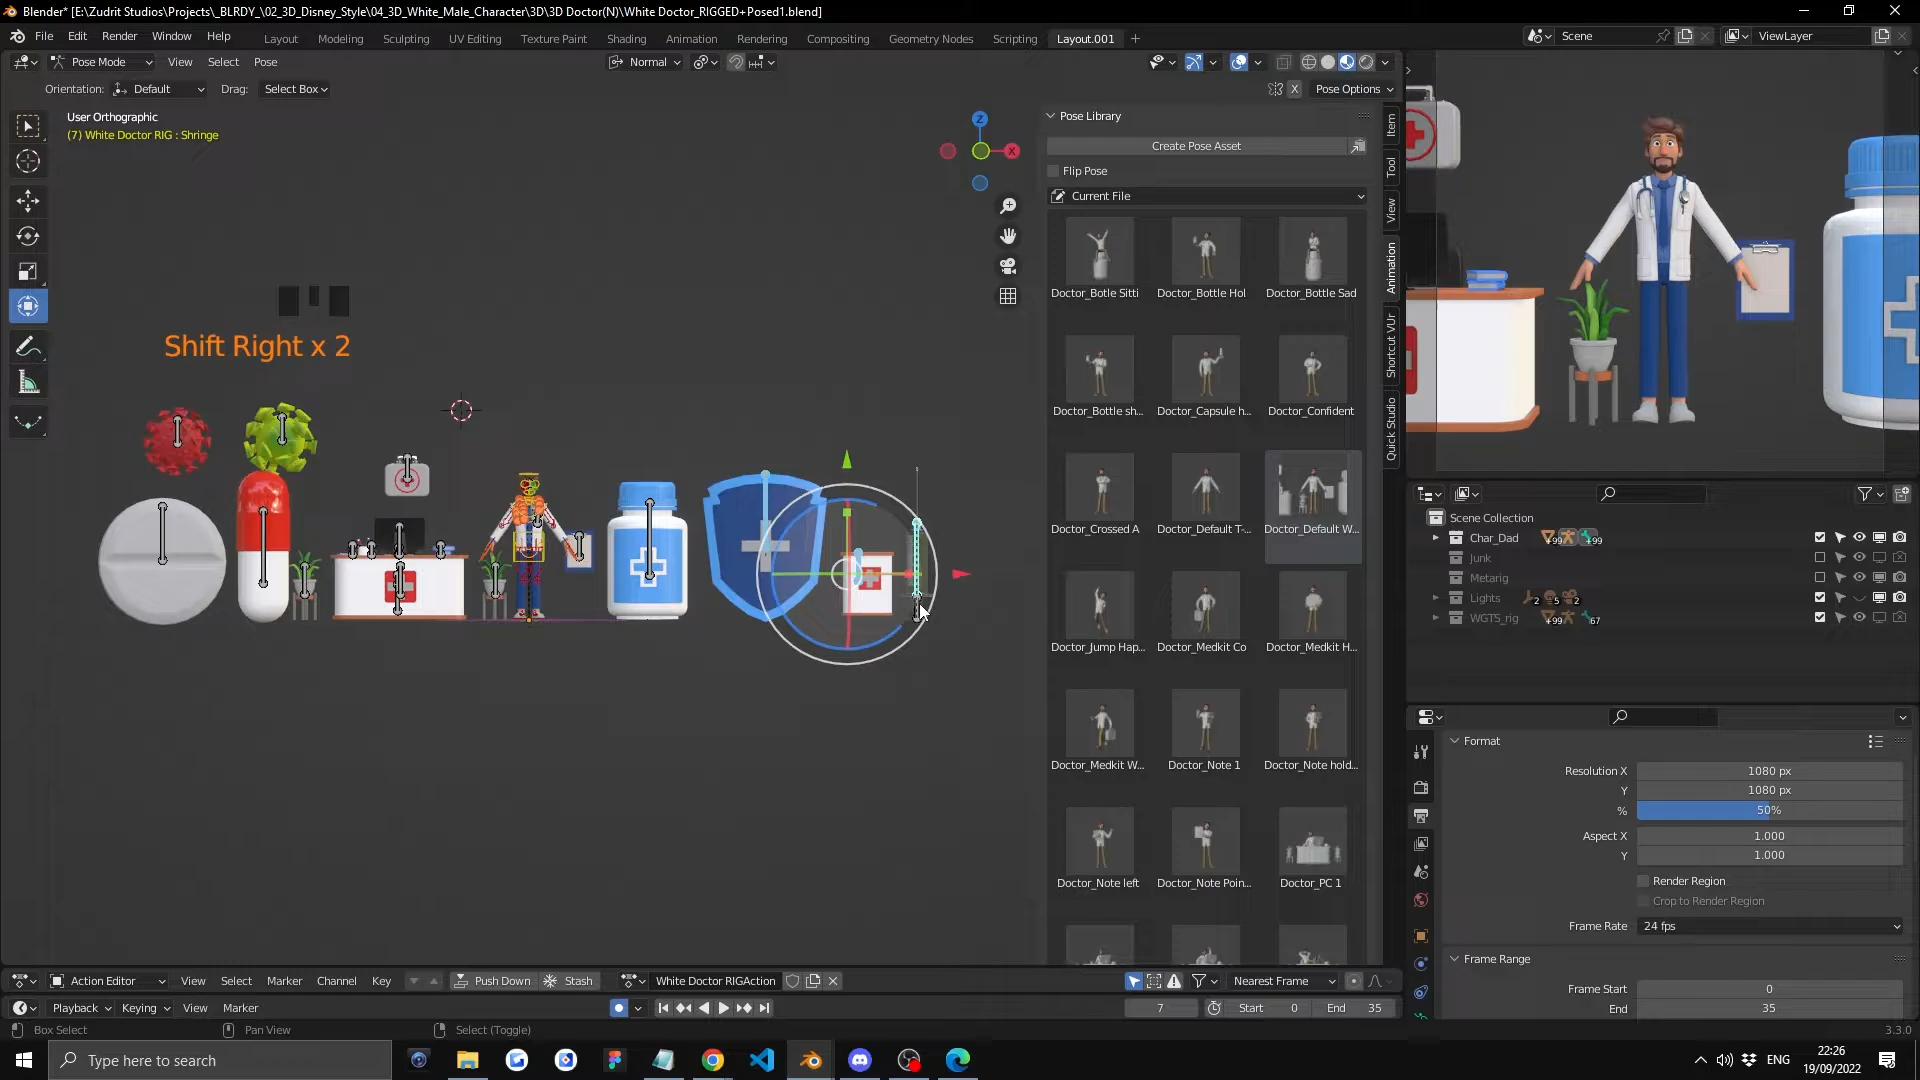 Blender* [E:\Zudrit Studios\Projects\_BLRDY_\02_3D_Disney_Style\04_3D_White_Male_Character\3D\3D Doctor(N)\White Doctor_RIGGED+Posed1.blend]
File Edit Render Window Help Layout Modeling Sculpting UV Editing Texture Paint Shading Animation Rendering Compositing Geometry Nodes Scripting Layout.001 + Scene ViewLayer
Pose Mode View Select Pose Normal
Orientation: Default Drag: Select Box X Pose Options
User Orthographic
(7) White Doctor RIG : Shringe
Z
X
Shift Right x 2
Pose Library
Create Pose Asset
Flip Pose
Current File
Doctor_Botle Sitti Doctor_Bottle Hol Doctor_Bottle Sad
Doctor_Bottle sh... Doctor_Capsule h... Doctor_Confident
Doctor_Crossed A Doctor_Default T-... Doctor_Default W...
Doctor_Jump Hap... Doctor_Medkit Co Doctor_Medkit H...
Doctor_Medkit W... Doctor_Note 1 Doctor_Note hold...
Doctor_Note left Doctor_Note Poin... Doctor_PC 1
Item
Tool
View
Animation
Shortcut VUr
Quick Studio
Scene Collection
Char_Dad +99 +99
Junk
Metarig
Lights 2 5 2
WGTS_rig +99 67
Format
Resolution X 1080 px
Y 1080 px
% 50%
Aspect X 1.000
Y 1.000
Render Region
Crop to Render Region
Frame Rate 24 fps
Frame Range
Frame Start 0
End 35
Action Editor View Select Marker Channel Key Push Down Stash White Doctor RIGAction Nearest Frame
Playback Keying View Marker 7 Start 0 End 35
Box Select Pan View Select (Toggle) 3.3.0
Type here to search
ENG
22:26
19/09/2022